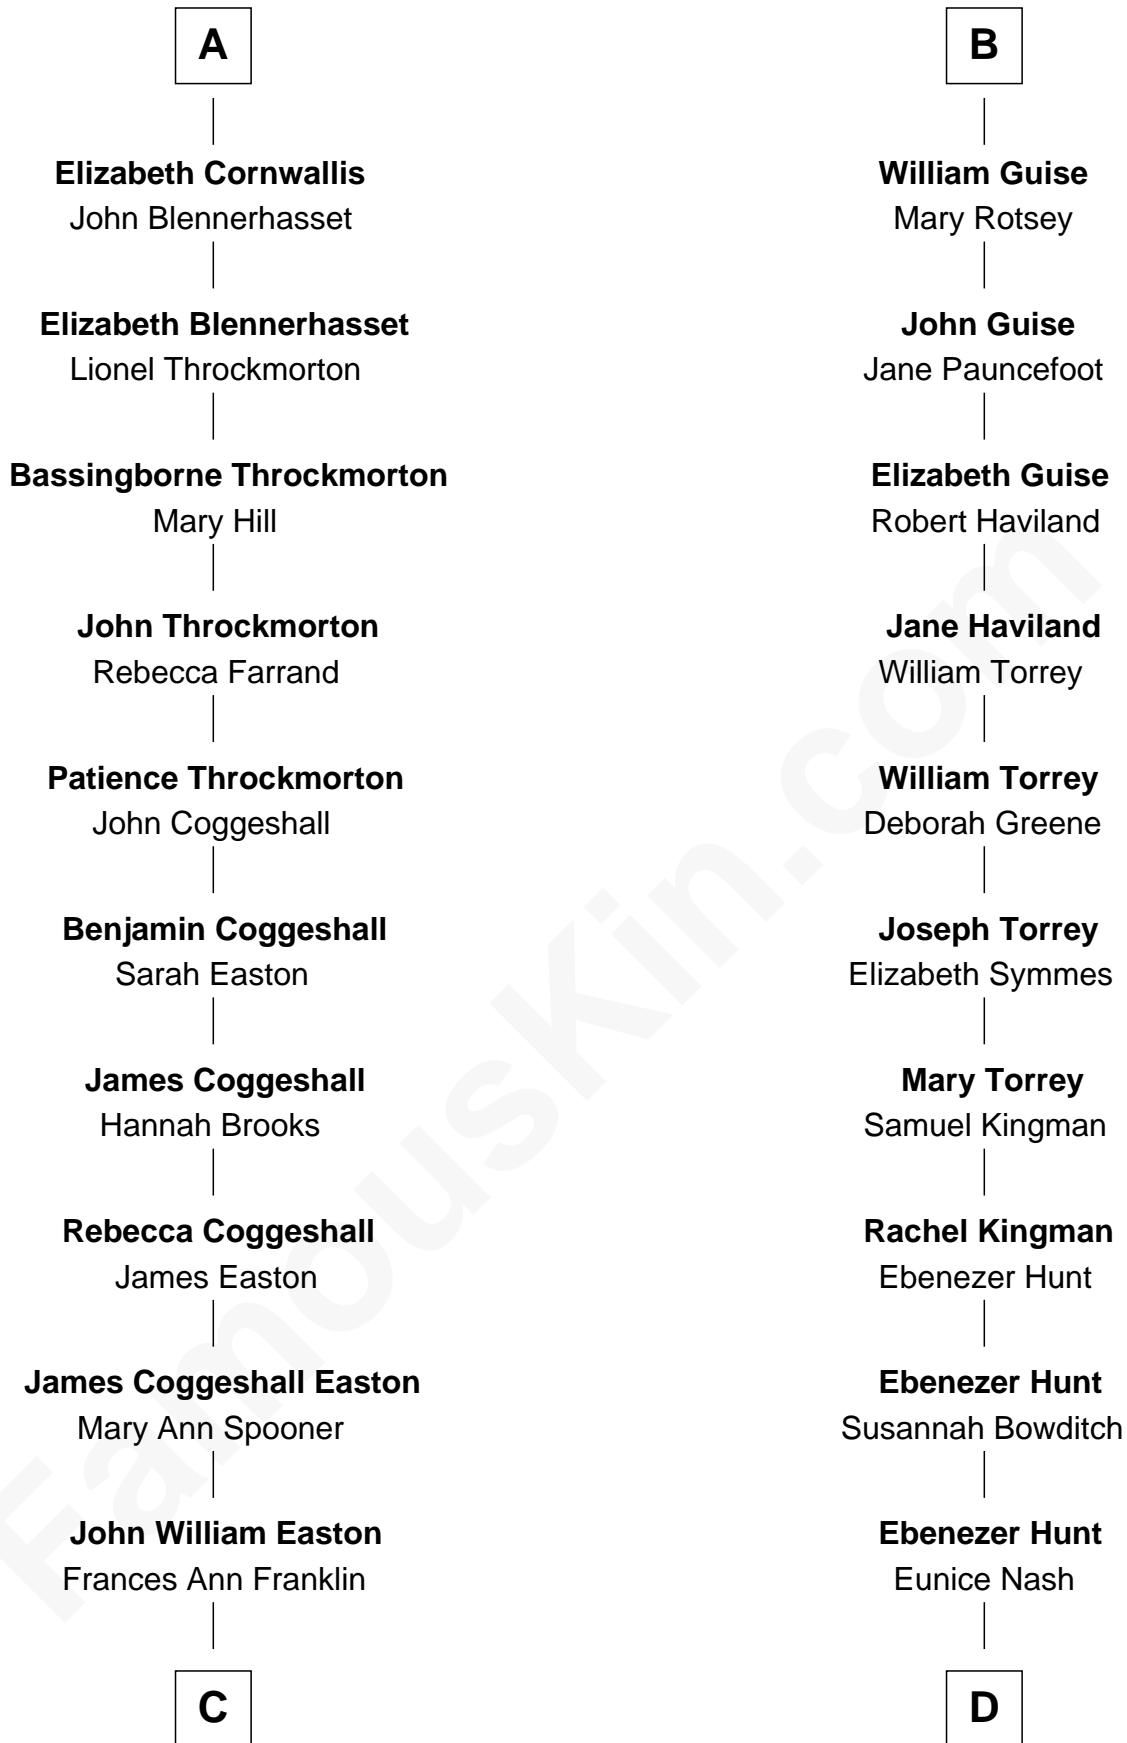 A
Elizabeth Cornwallis
John Blennerhasset
Elizabeth Blennerhasset
Lionel Throckmorton
Bassingborne Throckmorton
Mary Hill
John Throckmorton
Rebecca Farrand
Patience Throckmorton
John Coggeshall
Benjamin Coggeshall
Sarah Easton
James Coggeshall
Hannah Brooks
Rebecca Coggeshall
James Easton
James Coggeshall Easton
Mary Ann Spooner
John William Easton
Frances Ann Franklin
C
B
William Guise
Mary Rotsey
John Guise
Jane Pauncefoot
Elizabeth Guise
Robert Haviland
Jane Haviland
William Torrey
William Torrey
Deborah Greene
Joseph Torrey
Elizabeth Symmes
Mary Torrey
Samuel Kingman
Rachel Kingman
Ebenezer Hunt
Ebenezer Hunt
Susannah Bowditch
Ebenezer Hunt
Eunice Nash
D
FamousKin.com